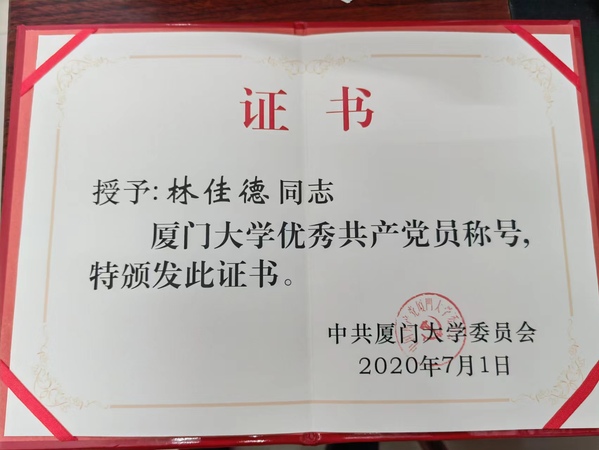 证书
授予:林佳德同志
厦门大学优秀共产党员称号,
特颁发此证书。
中共厦门大学委员会
2020年7月1日